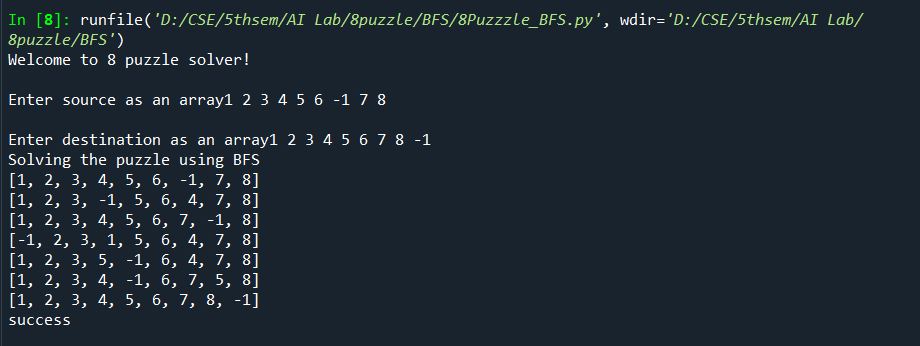 In [8]: runfile('D:/CSE/5thsem/AI Lab/8puzzle/BFS/8Puzzzle_BFS.py', wdir='D:/CSE/5thsem/AI Lab/
8puzzle/BFS')
Welcome to 8 puzzle solver!
Enter source as an array1 2 3 4 5 6 -1 7 8
Enter destination as an array1 2 3 4 5 6 7 8 -1
Solving the puzzle using BFS
[1, 2, 3, 4, 5, 6, -1, 7, 8]
[1, 2, 3, -1, 5, 6, 4, 7, 8]
[1, 2, 3, 4, 5, 6, 7, -1, 8]
[-1, 2, 3, 1, 5, 6, 4, 7, 8]
[1, 2, 3, 5, -1, 6, 4, 7, 8]
[1, 2, 3, 4, -1, 6, 7, 5, 8]
[1, 2, 3, 4, 5, 6, 7, 8, -1]
success